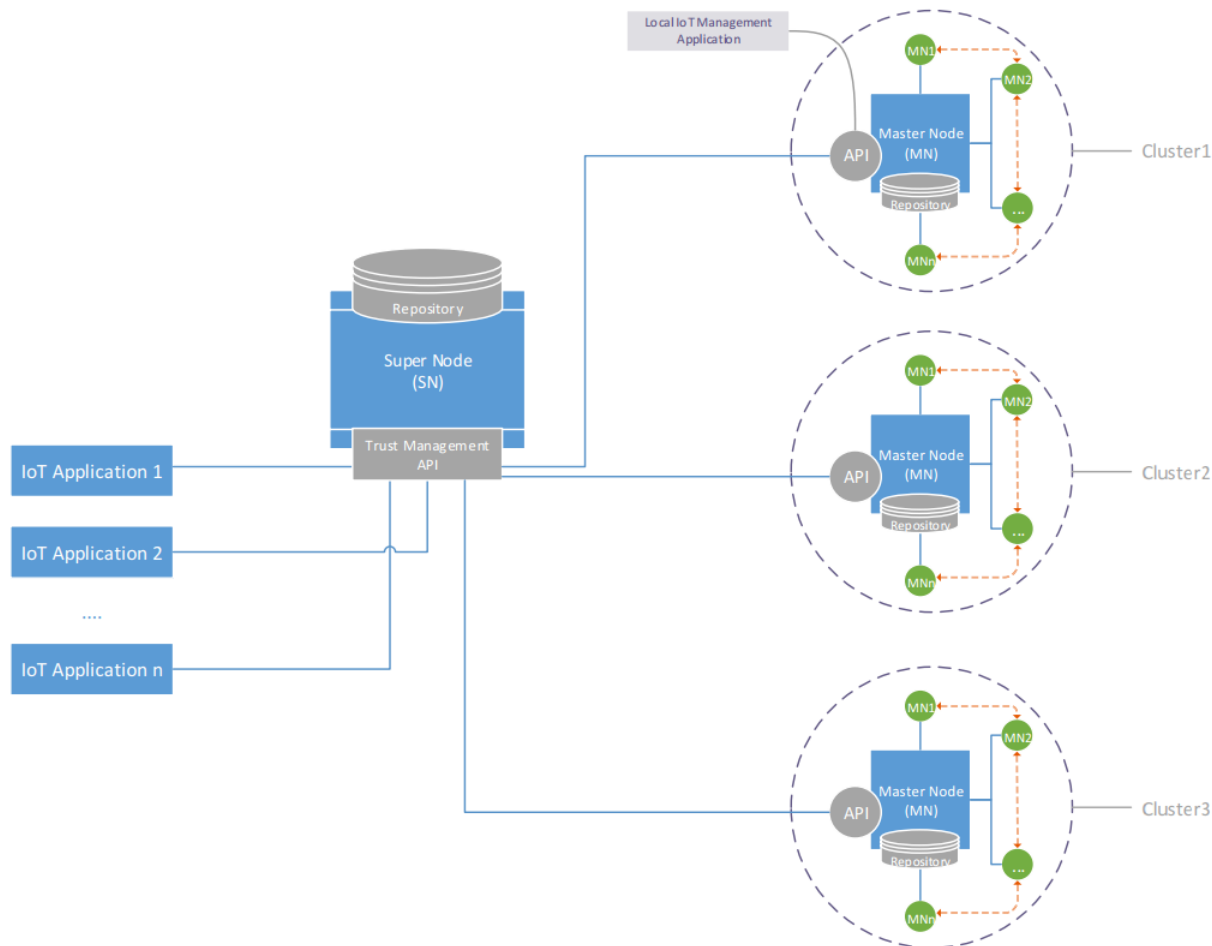 Local IoT Management
Application
MN1
MN2
Master Node
(MN)
API
Repository
...
MNn
Cluster1
Repository
Super Node
(SN)
Trust Management
API
IoT Application 1
IoT Application 2
....
IoT Application n
MN1
MN2
Master Node
(MN)
API
Repository
...
MNn
Cluster2
MN1
MN2
Master Node
(MN)
API
Repository
...
MNn
Cluster3